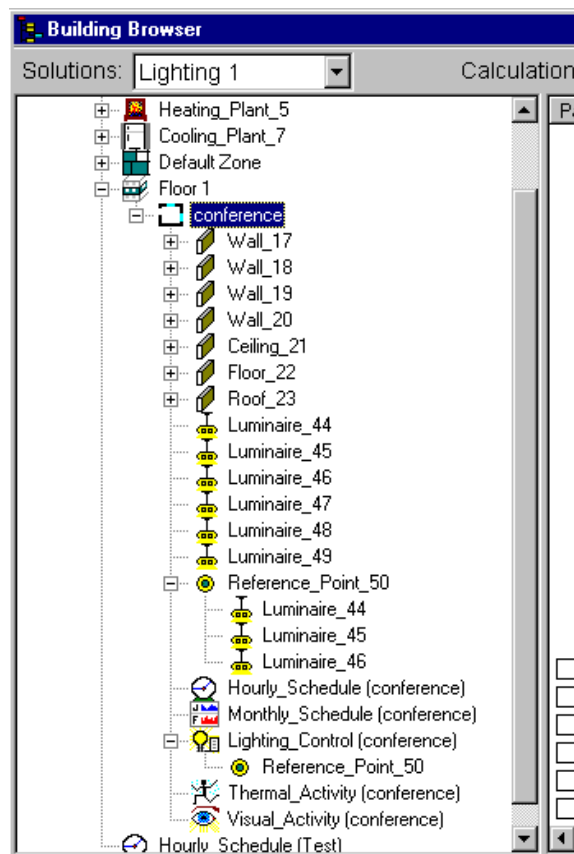 Building Browser
Solutions: Lighting 1 Calculation
Heating_Plant_5
Cooling_Plant_7
Default Zone
Floor 1
conference
Wall_17
Wall_18
Wall_19
Wall_20
Ceiling_21
Floor_22
Roof_23
Luminaire_44
Luminaire_45
Luminaire_46
Luminaire_47
Luminaire_48
Luminaire_49
Reference_Point_50
Luminaire_44
Luminaire_45
Luminaire_46
Hourly_Schedule (conference)
Monthly_Schedule (conference)
Lighting_Control (conference)
Reference_Point_50
Thermal_Activity (conference)
Visual_Activity (conference)
Hourly_Schedule (Test)